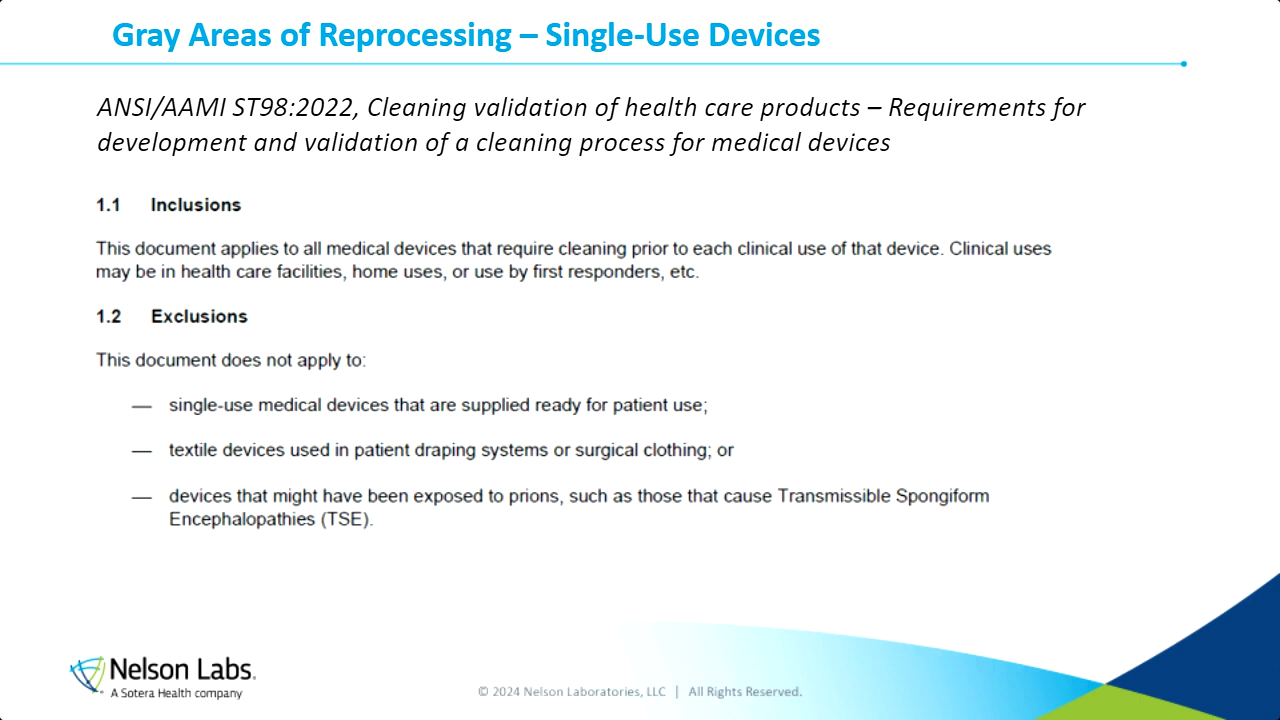 Gray Areas of Reprocessing – Single-Use Devices
ANSI/AAMI ST98:2022, Cleaning validation of health care products – Requirements for
development and validation of a cleaning process for medical devices
1.1 Inclusions
This document applies to all medical devices that require cleaning prior to each clinical use of that device. Clinical uses
may be in health care facilities, home uses, or use by first responders, etc.
1.2 Exclusions
This document does not apply to:
— single-use medical devices that are supplied ready for patient use;
— textile devices used in patient draping systems or surgical clothing; or
— devices that might have been exposed to prions, such as those that cause Transmissible Spongiform
Encephalopathies (TSE).
Nelson Labs.
A Sotera Health company
© 2024 Nelson Laboratories, LLC | All Rights Reserved.